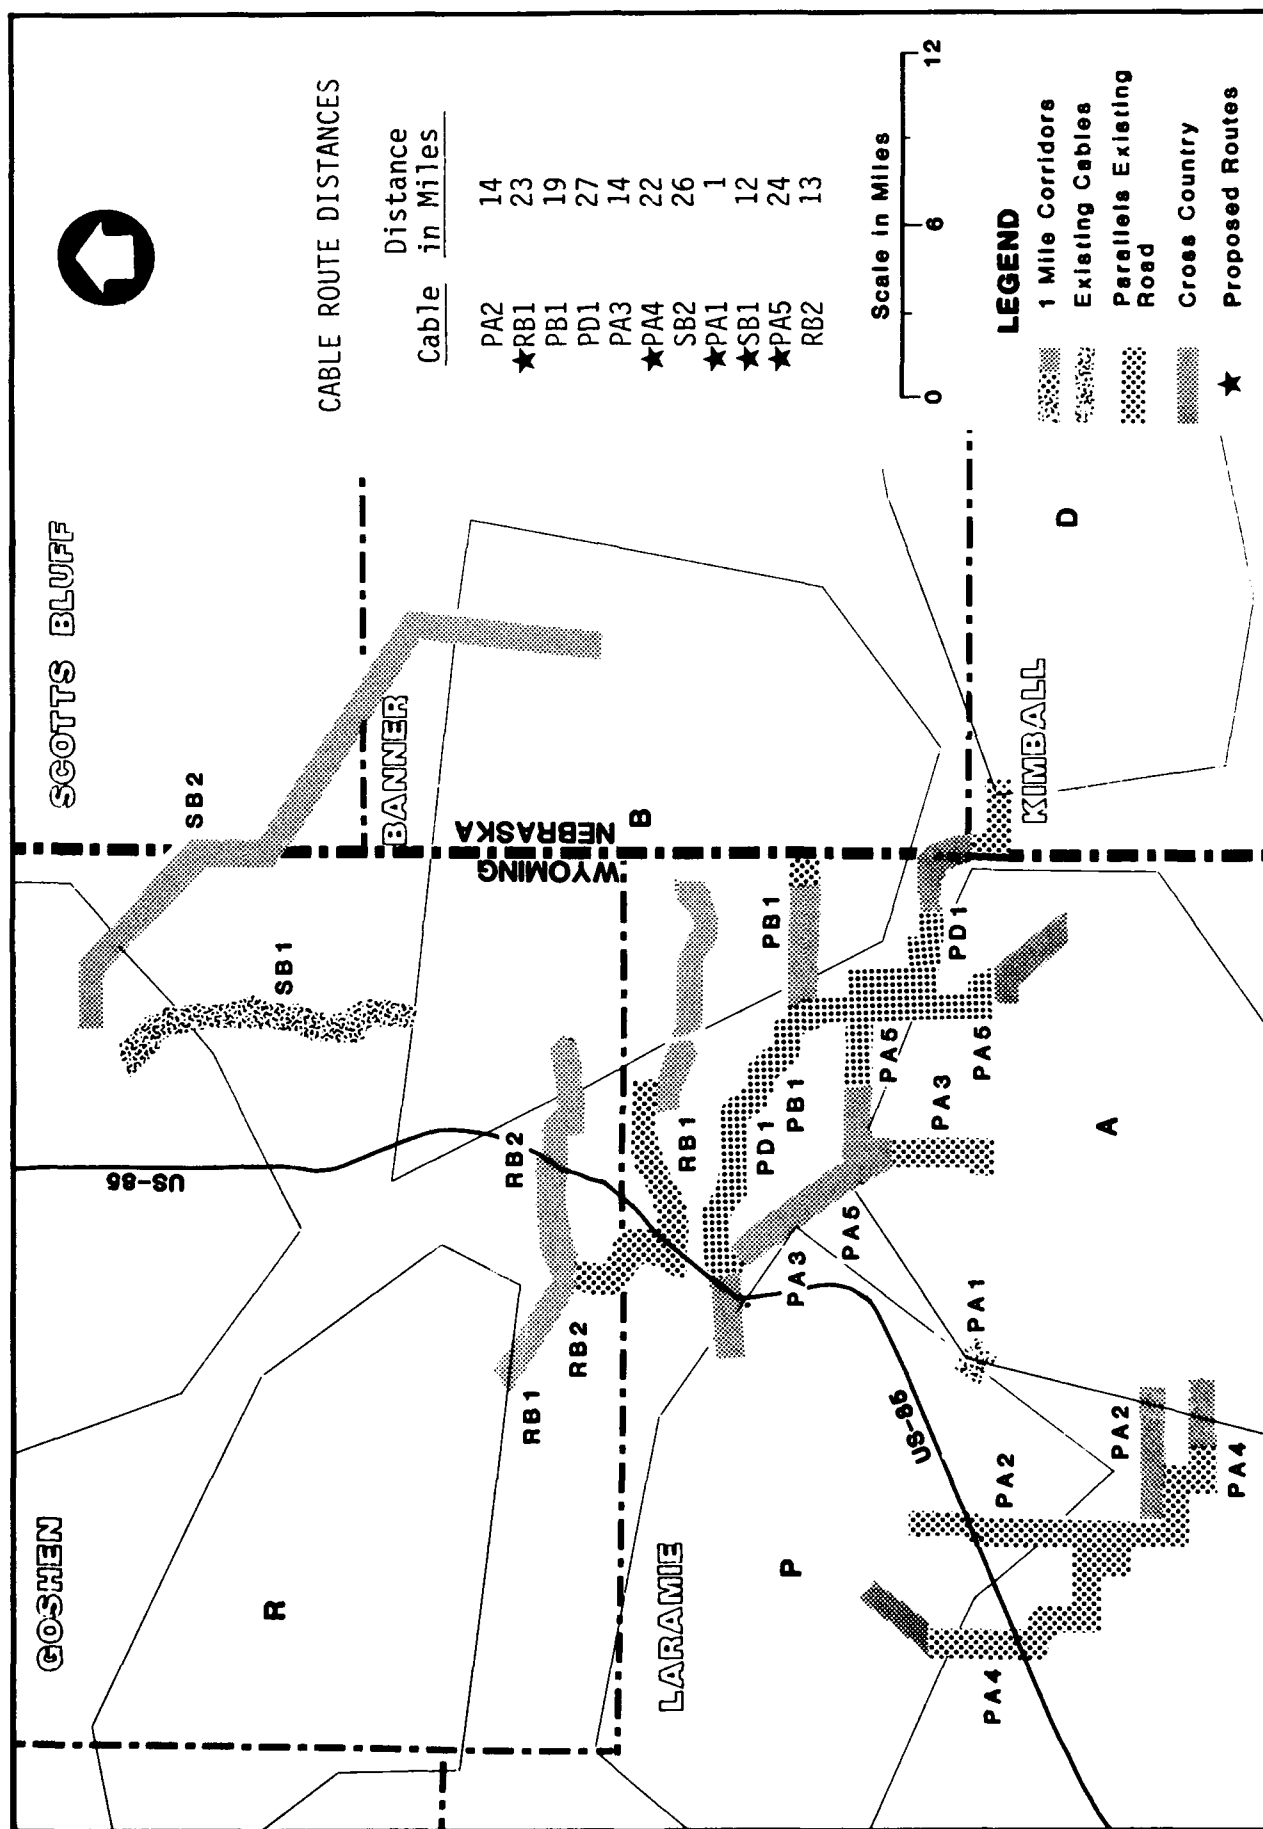 CABLE ROUTE DISTANCES
Distance
Cable in Miles
PA2 14
★RB1 23
PB1 19
PD1 27
PA3 14
★PA4 22
SB2 26
★PA1 1
★SB1 12
★PA5 24
RB2 13
Scale in Miles
0 6 12
LEGEND
1 Mile Corridors
Existing Cables
Parallels Existing
Road
Cross Country
★ Proposed Routes
GOSHEN
SCOTTS BLUFF
SB2
US-85
SB1
R
BANNER
RB1
RB2
RB2
WYOMING
NEBRASKA
B
LARAMIE
RB1
PD1
PB1
PB1
P
PA3
PA5
PA5
PD1
US-85
PA3
PA5
KIMBALL
D
PA4
PA2
PA1
A
PA2
PA4